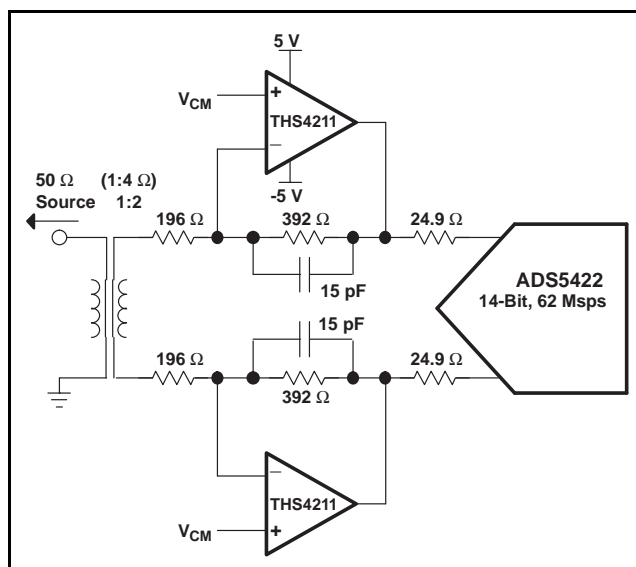 5 V
V_CM
+
THS4211
−
-5 V
50 Ω
Source
(1:4 Ω)
1:2
196 Ω
392 Ω
24.9 Ω
15 pF
ADS5422
14-Bit, 62 Msps
15 pF
196 Ω
392 Ω
24.9 Ω
−
THS4211
V_CM
+